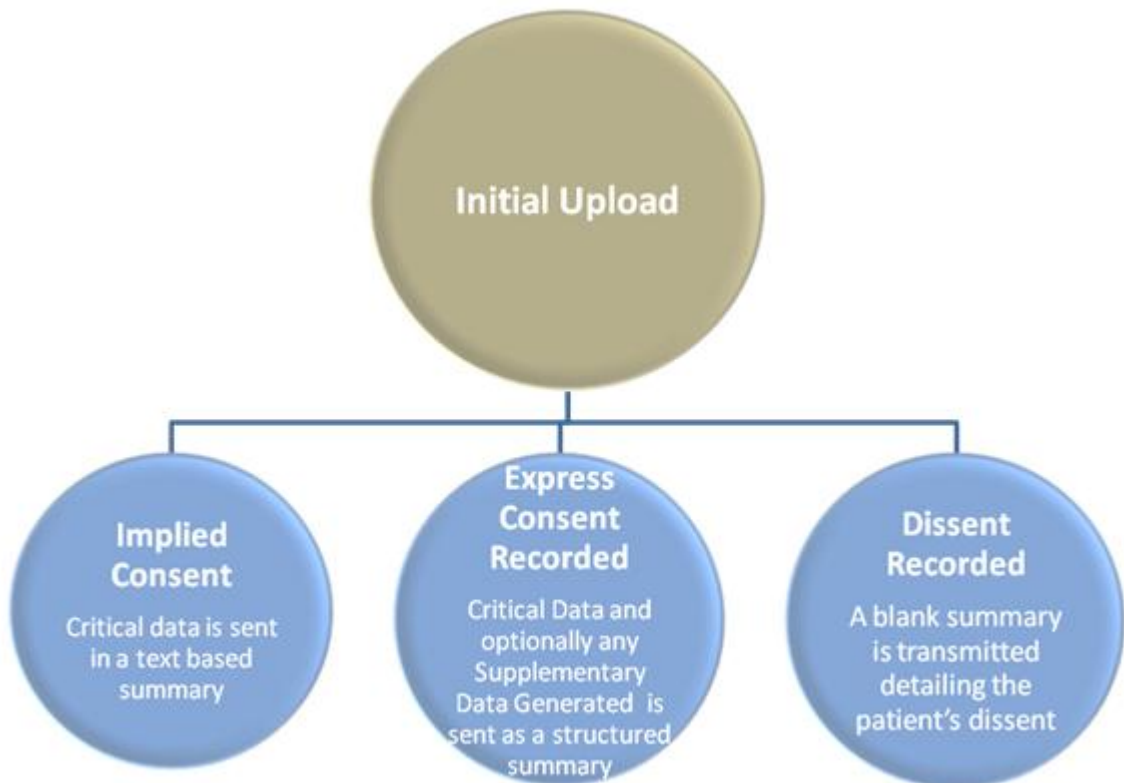 Initial Upload
Implied
Consent
Critical data is sent
in a text based
summary
Express
Consent
Recorded
Critical Data and
optionally any
Supplementary
Data Generated is
sent as a structured
summary
Dissent
Recorded
A blank summary
is transmitted
detailing the
patient's dissent